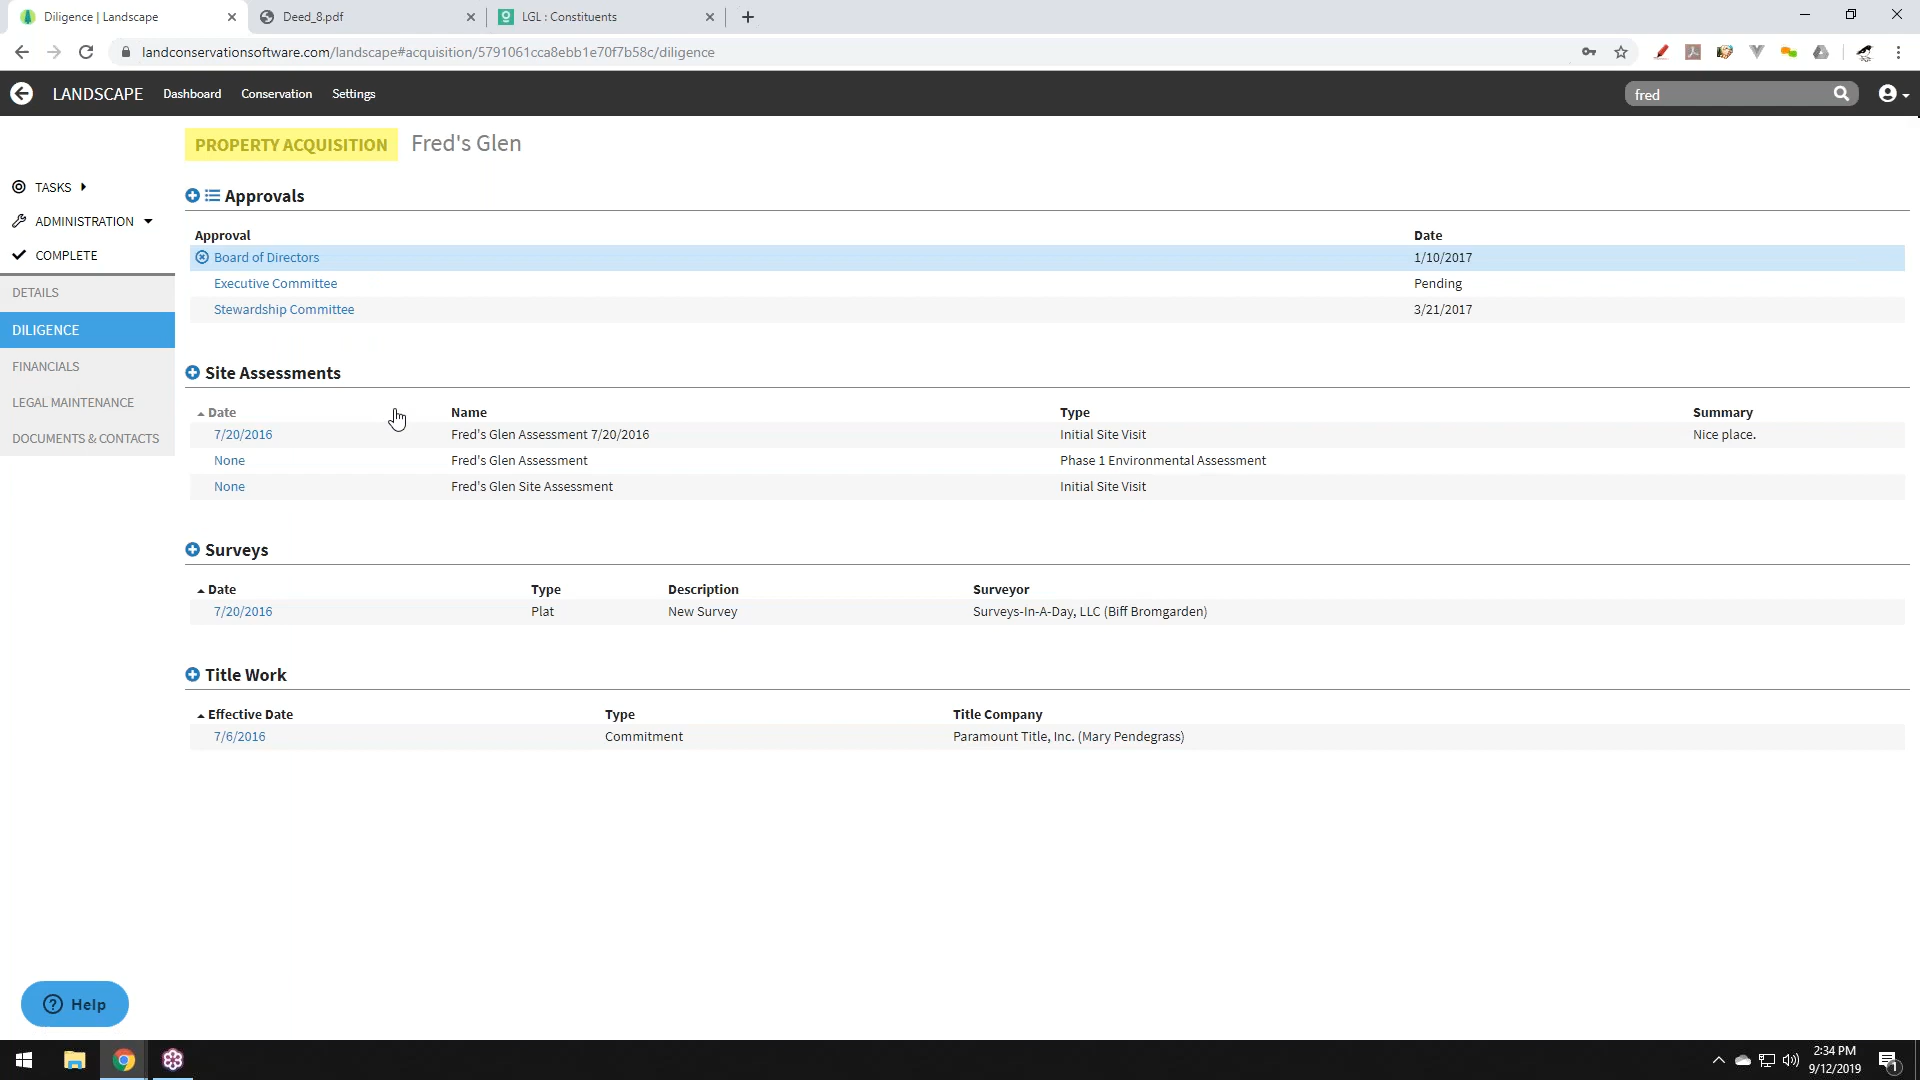 Diligence | Landscape
Deed_8.pdf
LGL : Constituents
landconservationsoftware.com/landscape#acquisition/5791061cca8ebb1e70f7b58c/diligence
LANDSCAPE Dashboard Conservation Settings
fred
PROPERTY ACQUISITION Fred's Glen
TASKS
ADMINISTRATION
COMPLETE
DETAILS
DILIGENCE
FINANCIALS
LEGAL MAINTENANCE
DOCUMENTS & CONTACTS
Approvals
Approval Date
Board of Directors 1/10/2017
Executive Committee Pending
Stewardship Committee 3/21/2017
Site Assessments
Date Name Type Summary
7/20/2016 Fred's Glen Assessment 7/20/2016 Initial Site Visit Nice place.
None Fred's Glen Assessment Phase 1 Environmental Assessment
None Fred's Glen Site Assessment Initial Site Visit
Surveys
Date Type Description Surveyor
7/20/2016 Plat New Survey Surveys-In-A-Day, LLC (Biff Bromgarden)
Title Work
Effective Date Type Title Company
7/6/2016 Commitment Paramount Title, Inc. (Mary Pendegrass)
? Help
2:34 PM
9/12/2019
1